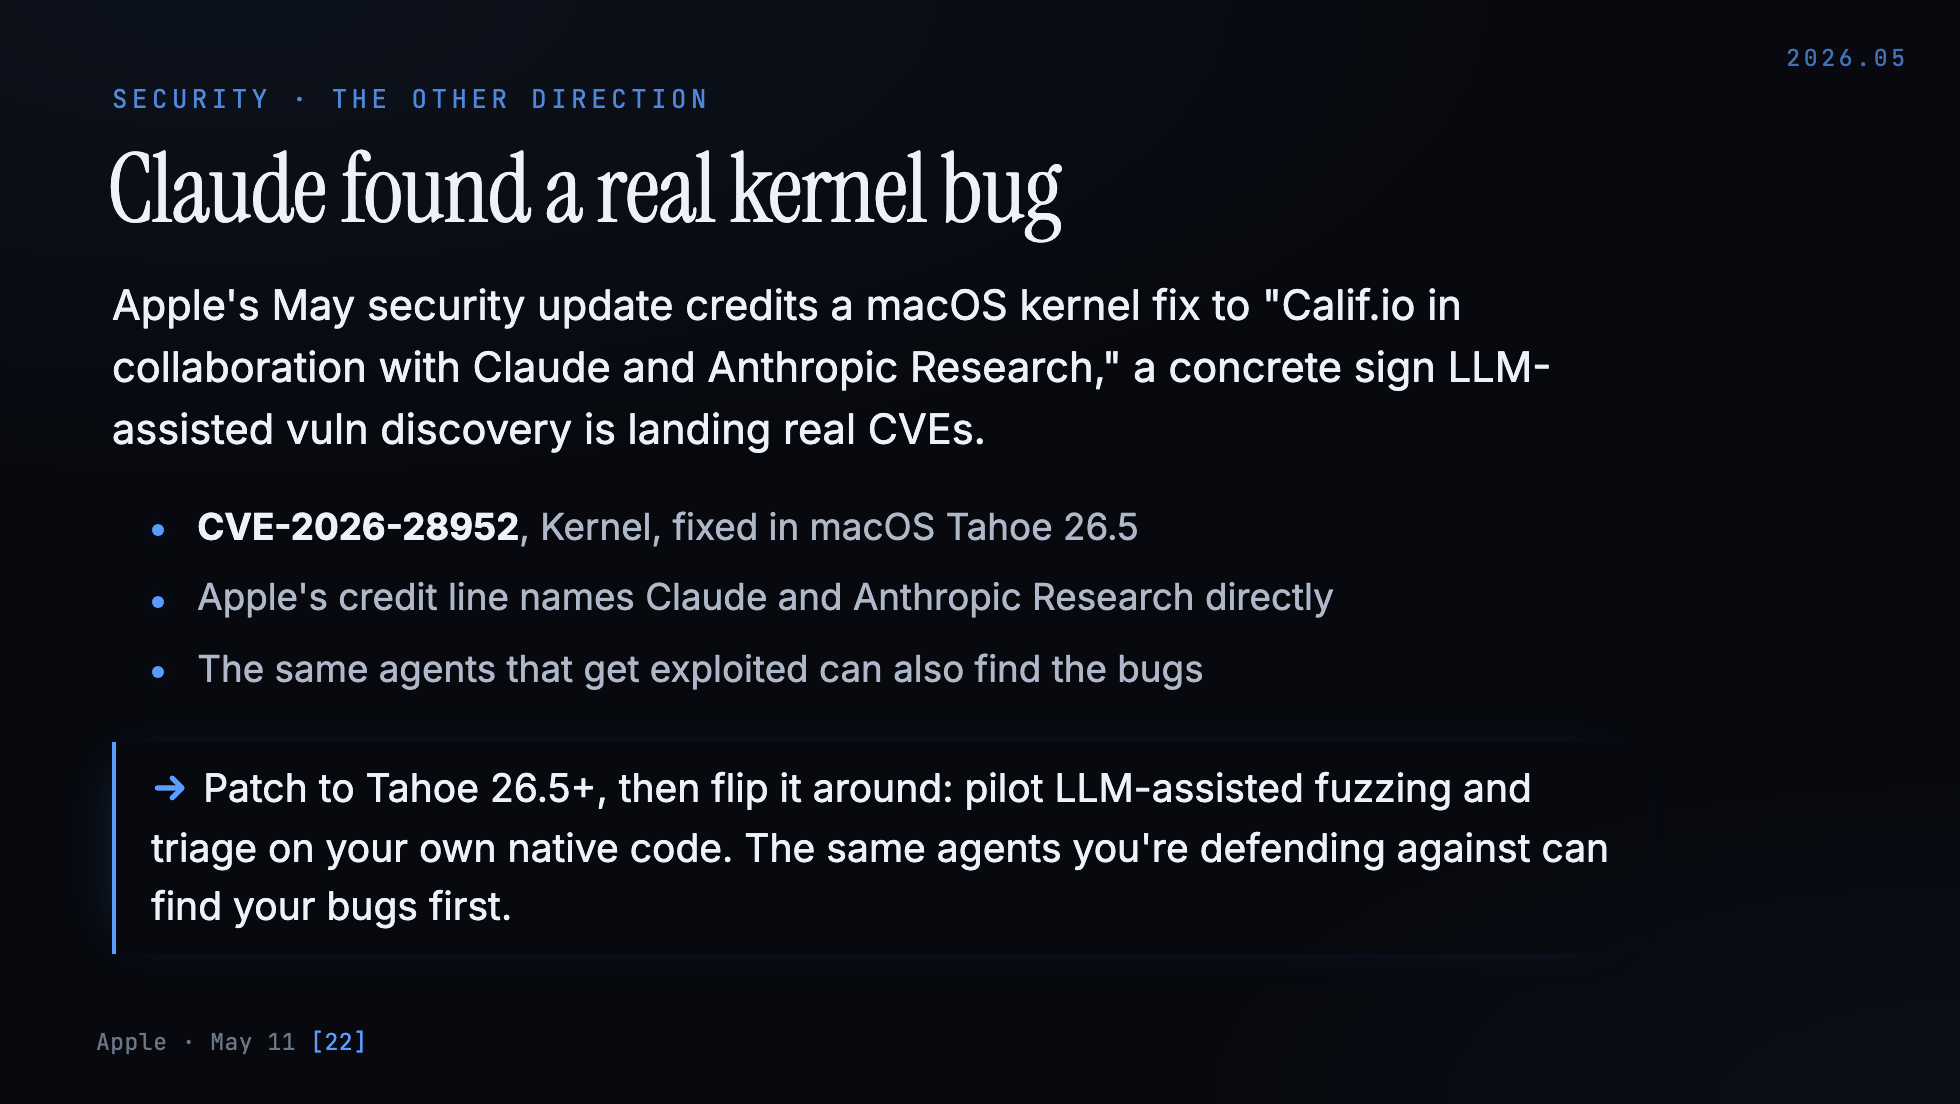 2026.05
SECURITY · THE OTHER DIRECTION
Claude found a real kernel bug
Apple's May security update credits a macOS kernel fix to "Calif.io in
collaboration with Claude and Anthropic Research," a concrete sign LLM-
assisted vuln discovery is landing real CVEs.
• CVE-2026-28952, Kernel, fixed in macOS Tahoe 26.5
• Apple's credit line names Claude and Anthropic Research directly
• The same agents that get exploited can also find the bugs
→ Patch to Tahoe 26.5+, then flip it around: pilot LLM-assisted fuzzing and
triage on your own native code. The same agents you're defending against can
find your bugs first.
Apple · May 11 [22]